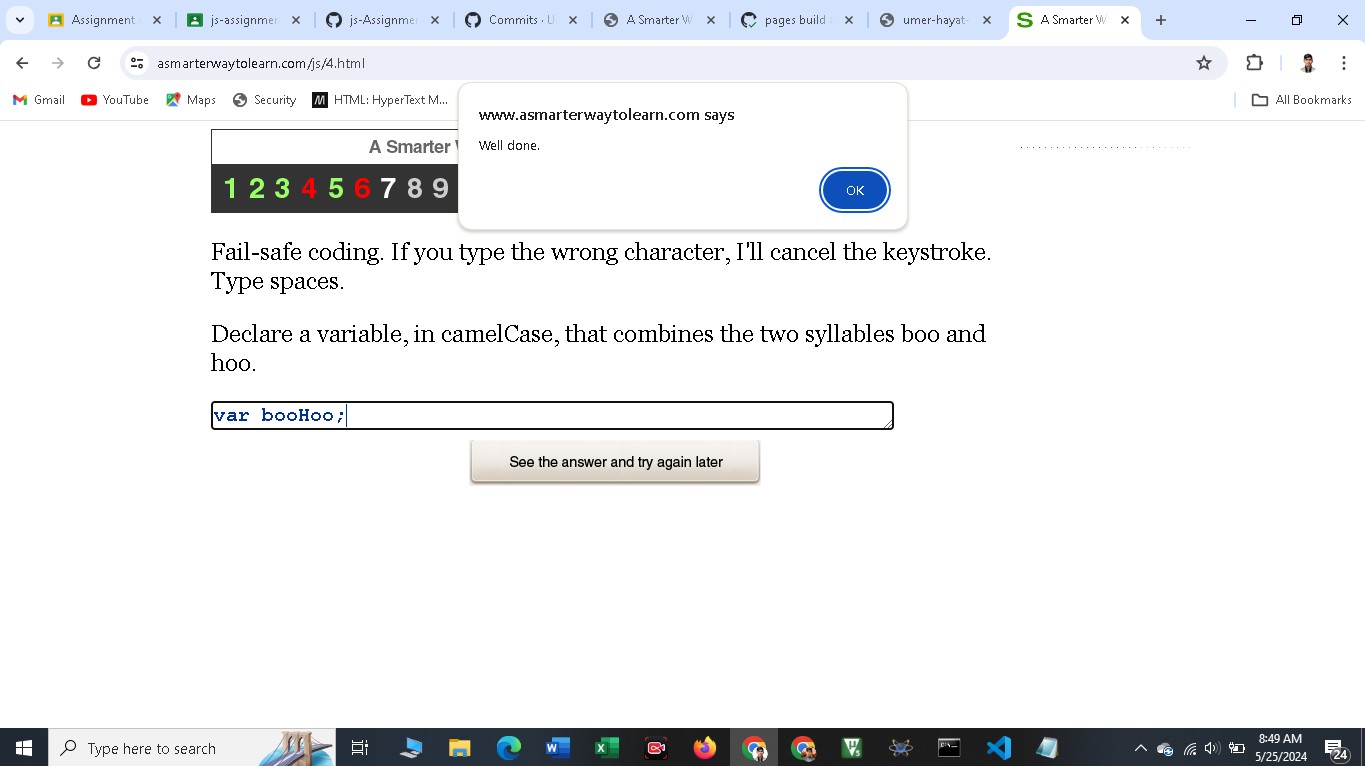 Assignment
js-assignmer
js-Assignme
Commits · U
A Smarter W
pages build
umer-hayat-
A Smarter W
asmarterwaytolearn.com/js/4.html
Gmail
YouTube
Maps
Security
HTML: HyperText M...
All Bookmarks
www.asmarterwaytolearn.com says
Well done.
OK
A Smarter W
1 2 3 4 5 6 7 8 9
Fail-safe coding. If you type the wrong character, I'll cancel the keystroke.
Type spaces.
Declare a variable, in camelCase, that combines the two syllables boo and
hoo.
var booHoo;
See the answer and try again later
Type here to search
8:49 AM
5/25/2024
24